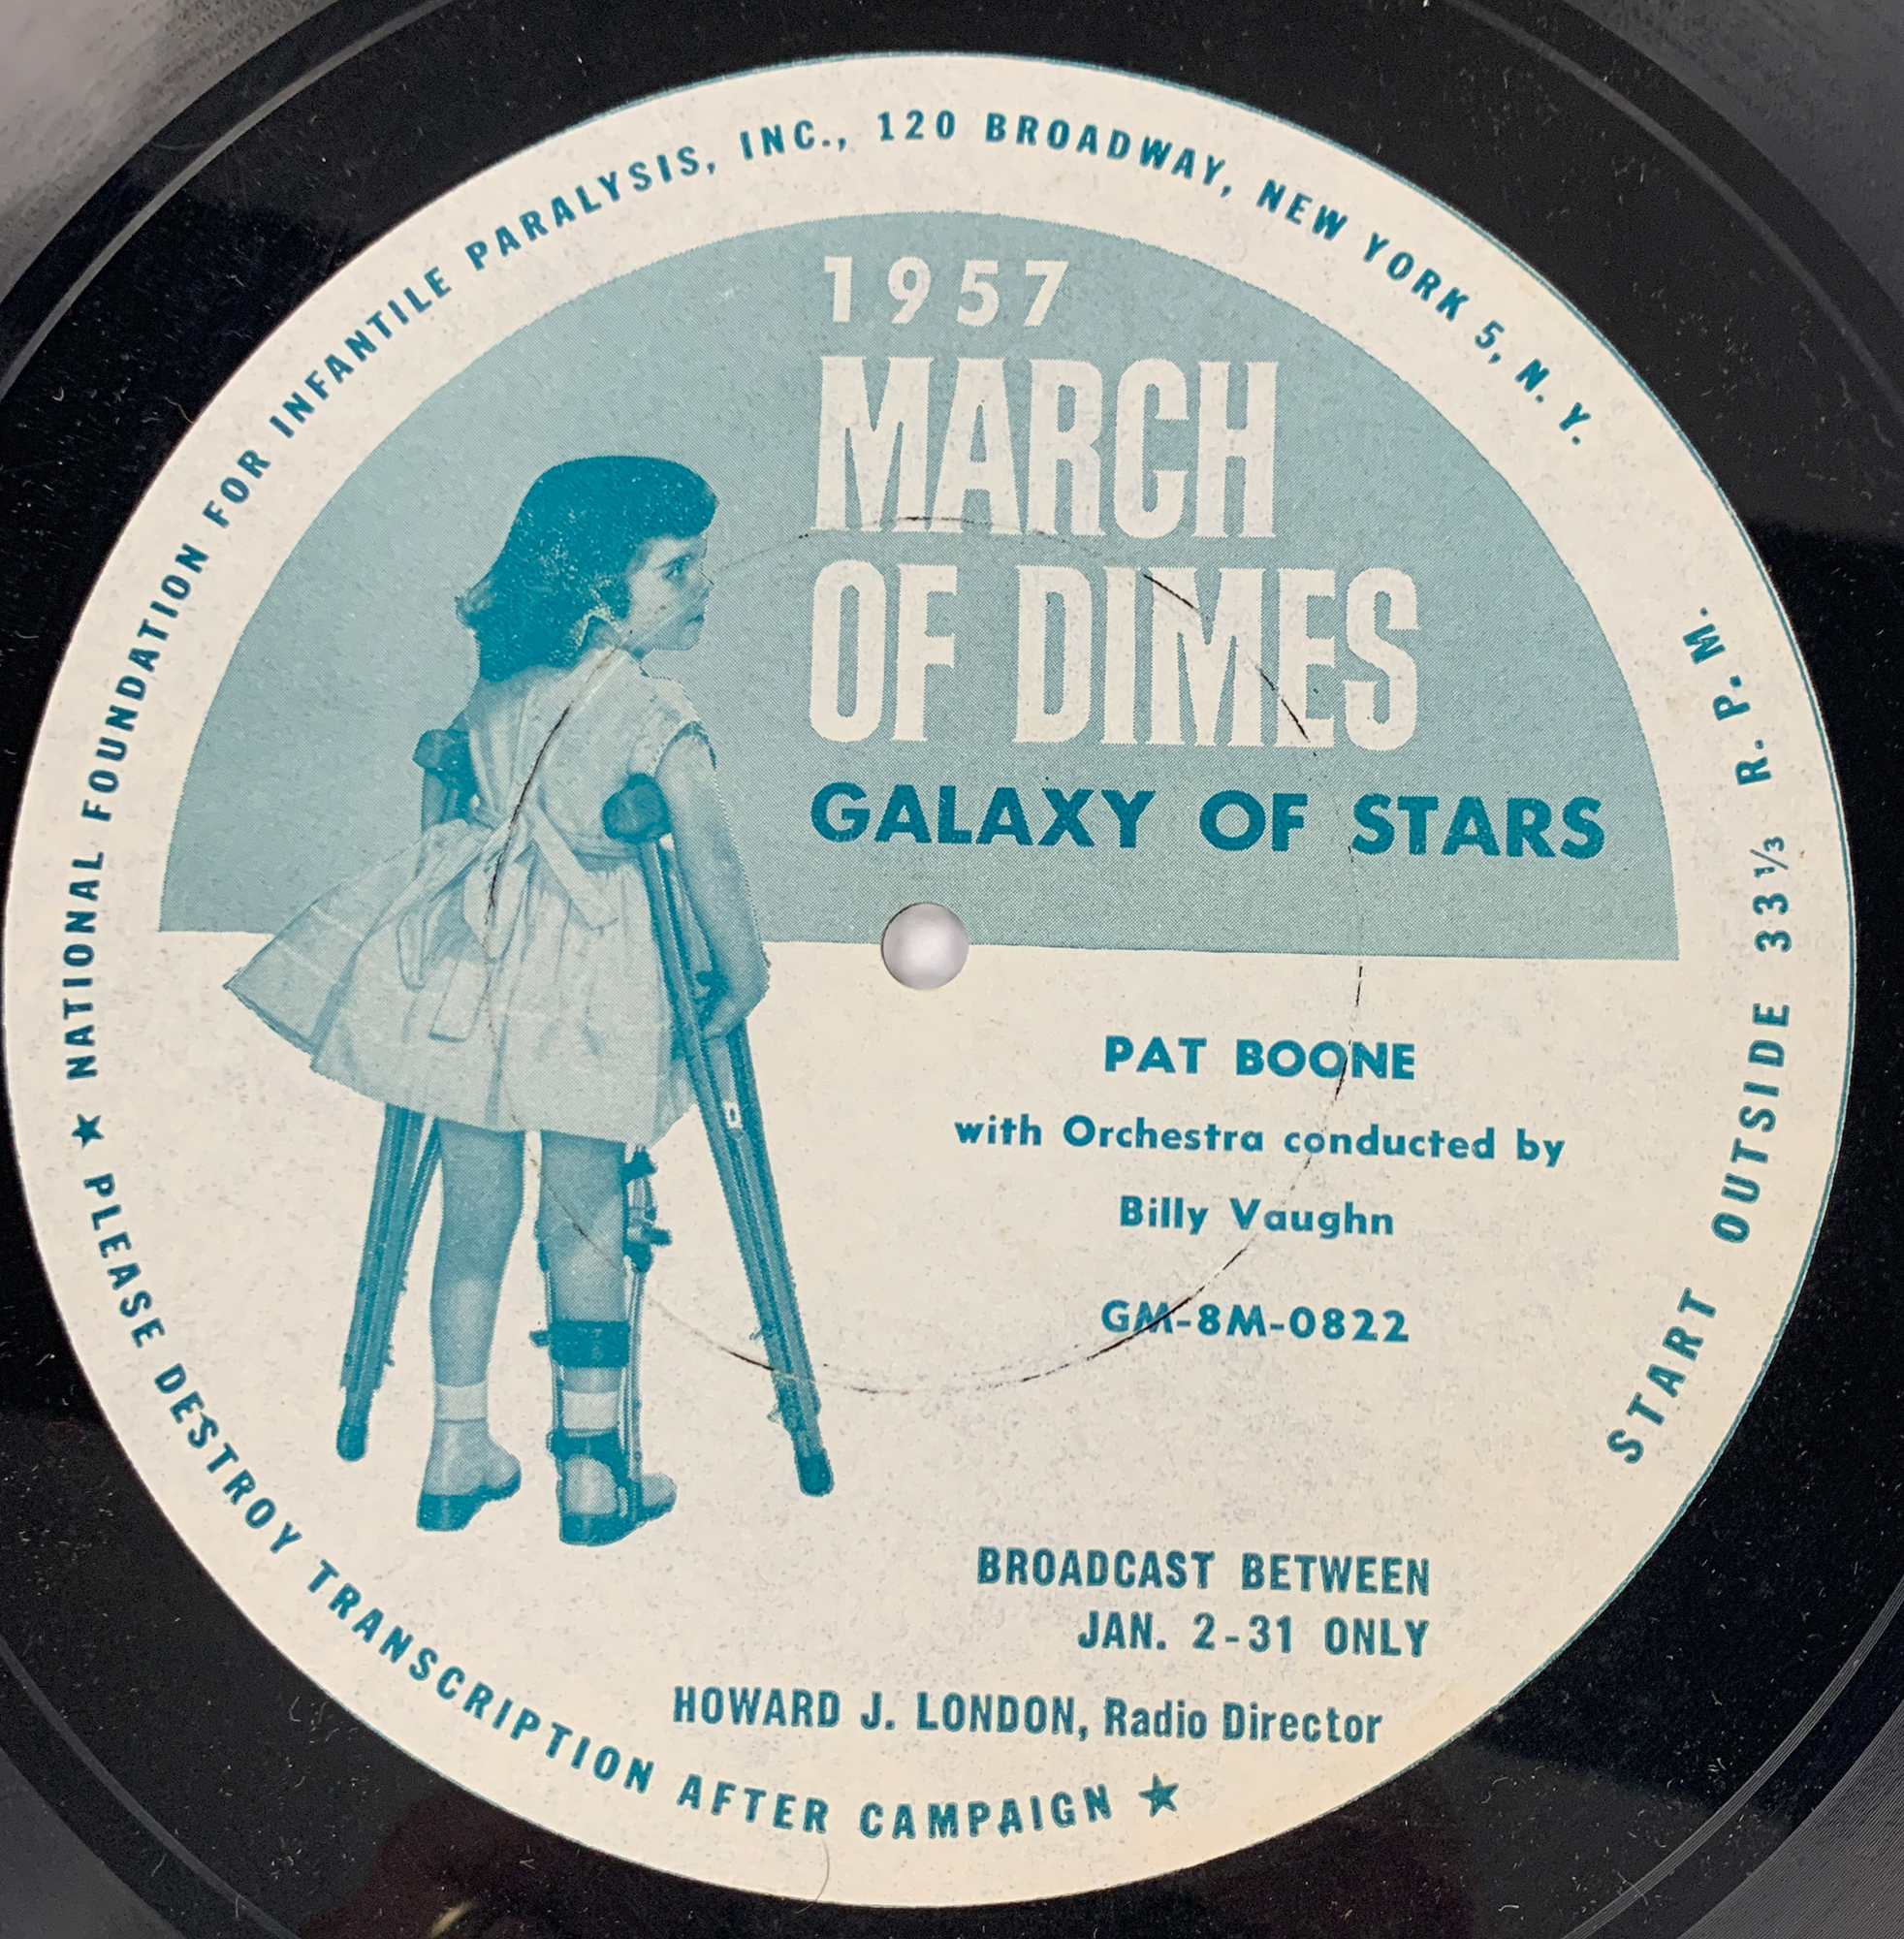 ★ NATIONAL FOUNDATION FOR INFANTILE PARALYSIS, INC., 120 BROADWAY, NEW YORK 5, N. Y.
1957
MARCH
OF DIMES
GALAXY OF STARS
PAT BOONE
with Orchestra conducted by
Billy Vaughn
GM-8M-0822
BROADCAST BETWEEN
JAN. 2-31 ONLY
HOWARD J. LONDON, Radio Director
START OUTSIDE 33⅓ R. P. M.
PLEASE DESTROY TRANSCRIPTION AFTER CAMPAIGN ★